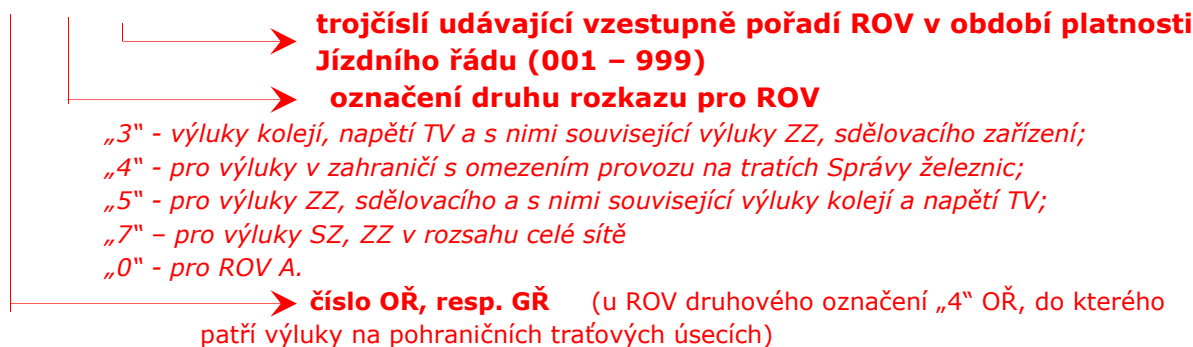 trojčíslí udávající vzestupně pořadí ROV v období platnosti
Jízdního řádu (001 – 999)
označení druhu rozkazu pro ROV
„3“ - výluky kolejí, napětí TV a s nimi související výluky ZZ, sdělovacího zařízení;
„4“ - pro výluky v zahraničí s omezením provozu na tratích Správy železnic;
„5“ - pro výluky ZZ, sdělovacího a s nimi související výluky kolejí a napětí TV;
„7“ – pro výluky SZ, ZZ v rozsahu celé sítě
„0“ - pro ROV A.
číslo OŘ, resp. GŘ (u ROV druhového označení „4“ OŘ, do kterého
patří výluky na pohraničních traťových úsecích)